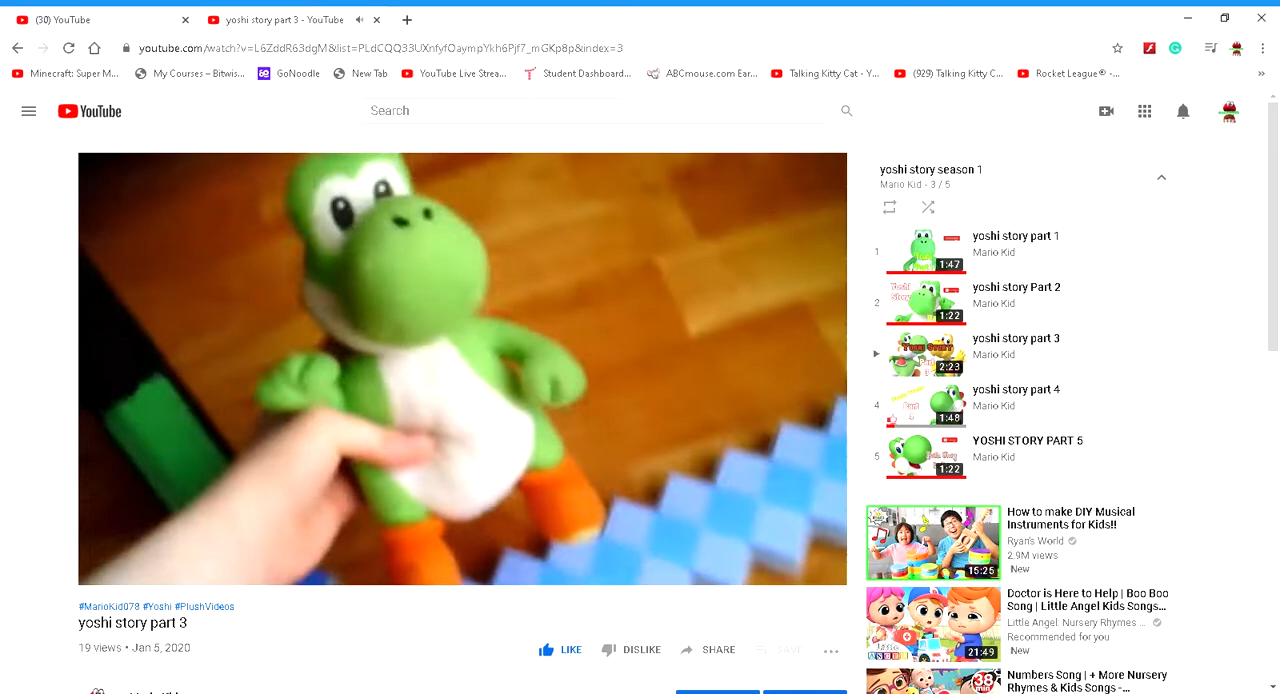 (30) YouTube
yoshi story part 3 - YouTube
youtube.com/watch?v=L6ZddR63dgM&list=PLdCQQ33UXnfyfOaympYkh6Pjf7_mGKp8p&index=3
Minecraft: Super M...
My Courses – Bitwis...
GoNoodle
New Tab
YouTube Live Strea...
Student Dashboard...
ABCmouse.com Ear...
Talking Kitty Cat - Y...
(929) Talking Kitty C...
Rocket League® -...
YouTube
Search
yoshi story season 1
Mario Kid - 3 / 5
1
1:47
yoshi story part 1
Mario Kid
2
Yoshi
Story
1:22
yoshi story Part 2
Mario Kid
YOSHI STORY
2:23
yoshi story part 3
Mario Kid
4
Part
1:48
yoshi story part 4
Mario Kid
5
1:22
YOSHI STORY PART 5
Mario Kid
15:25
How to make DIY Musical
Instruments for Kids!!
Ryan's World
2.9M views
New
21:49
Doctor is Here to Help | Boo Boo
Song | Little Angel Kids Songs...
Little Angel: Nursery Rhymes ...
Recommended for you
New
38
min
Numbers Song | + More Nursery
Rhymes & Kids Songs -...
#MarioKid078 #Yoshi #PlushVideos
yoshi story part 3
19 views • Jan 5, 2020
LIKE
DISLIKE
SHARE
SAVE